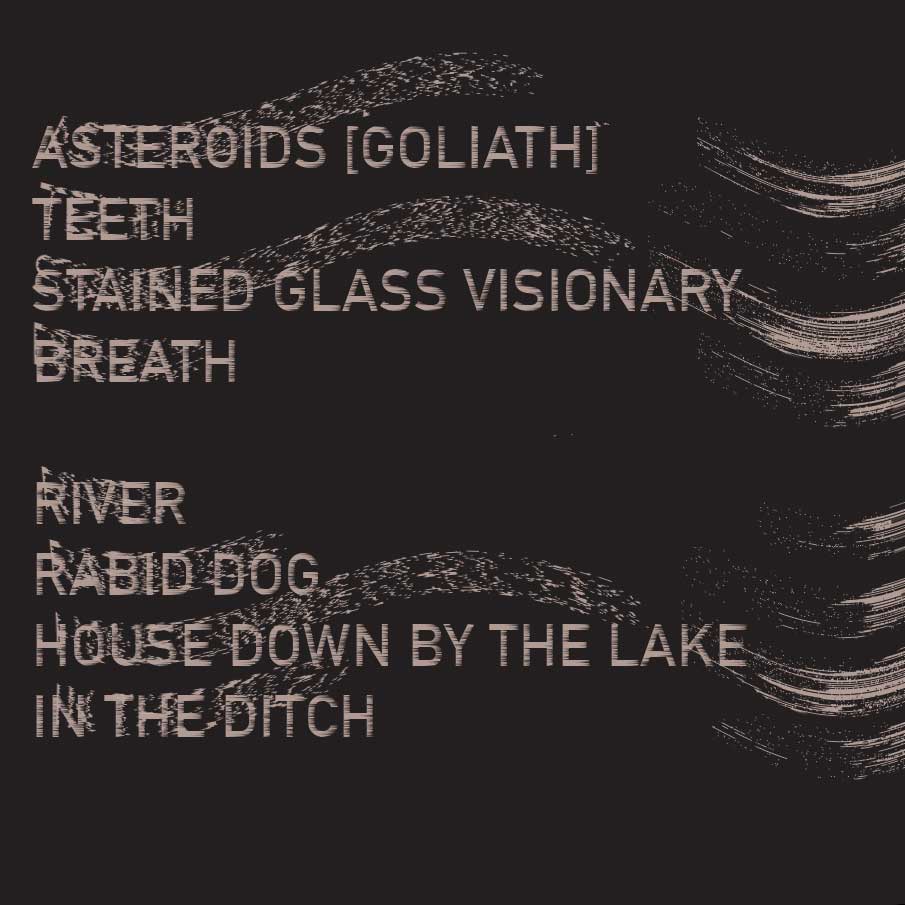 ASTEROIDS [GOLIATH]
TEETH
STAINED GLASS VISIONARY
BREATH
RIVER
RABID DOG
HOUSE DOWN BY THE LAKE
IN THE DITCH